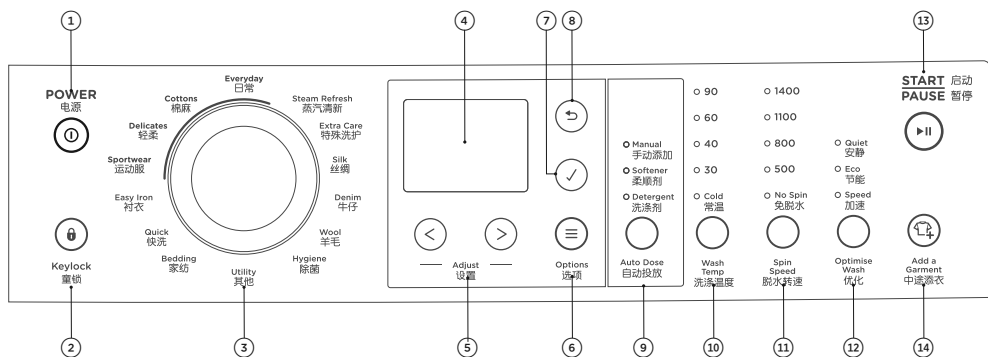 1
4
7
8
13
POWER
电源
Everyday
日常
Cottons
棉麻
Delicates
轻柔
Sportwear
运动服
Easy Iron
衬衣
Quick
快洗
Bedding
家纺
Utility
其他
Steam Refresh
蒸汽清新
Extra Care
特殊洗护
Silk
丝绸
Denim
牛仔
Wool
羊毛
Hygiene
除菌
Keylock
童锁
Adjust
设置
Options
选项
Manual
手动添加
Softener
柔顺剂
Detergent
洗涤剂
Auto Dose
自动投放
90
60
40
30
Cold
常温
Wash
Temp
洗涤温度
1400
1100
800
500
No Spin
免脱水
Spin
Speed
脱水转速
Quiet
安静
Eco
节能
Speed
加速
Optimise
Wash
优化
START 启动
PAUSE 暂停
Add a
Garment
中途添衣
2
3
5
6
9
10
11
12
14